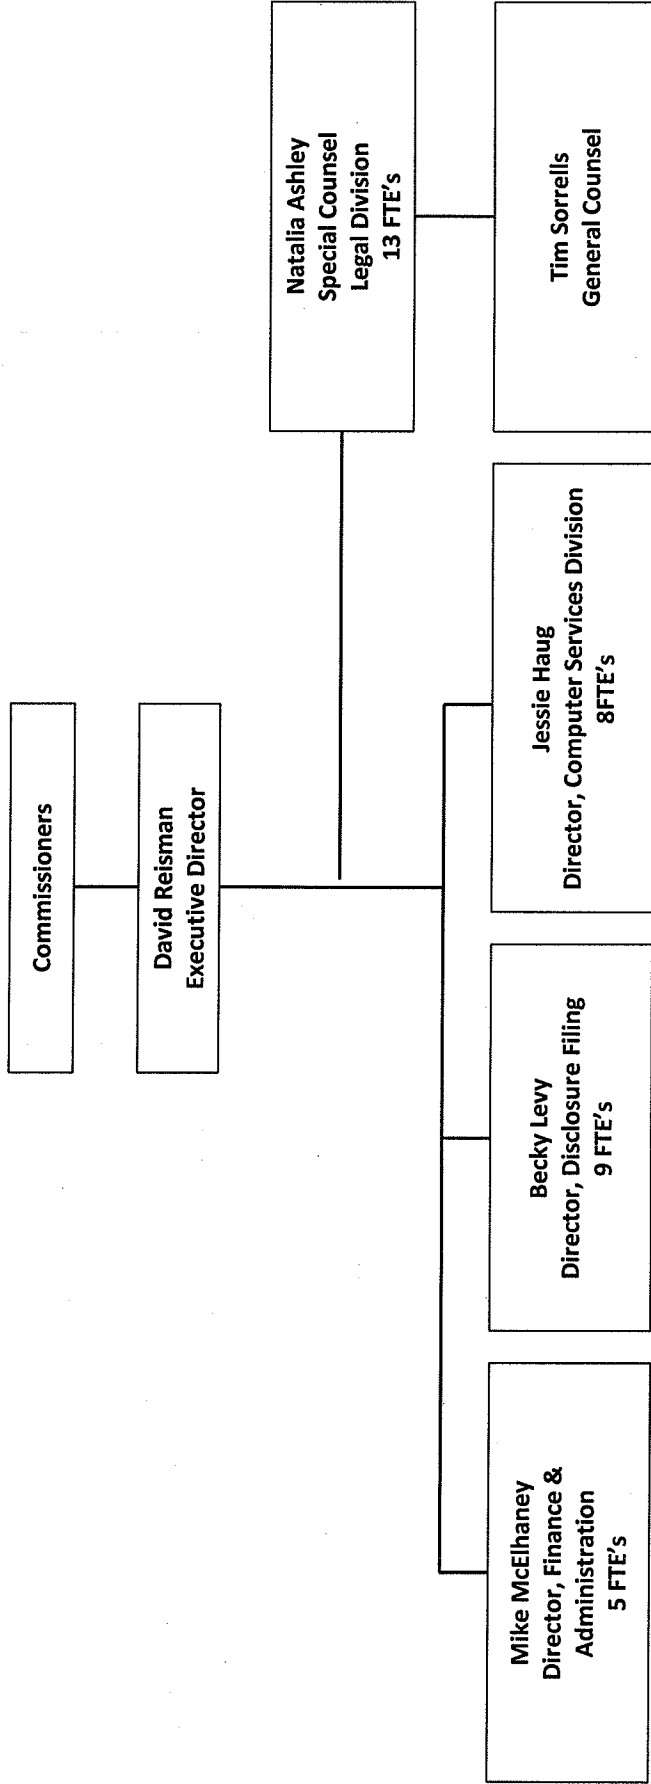 Commissioners
David Reisman
Executive Director
Natalia Ashley
Special Counsel
Legal Division
13 FTE's
Mike McElhaney
Director, Finance &
Administration
5 FTE's
Becky Levy
Director, Disclosure Filing
9 FTE's
Jessie Haug
Director, Computer Services Division
8FTE's
Tim Sorrells
General Counsel